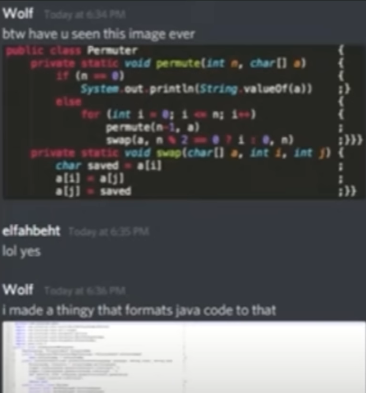 Wolf Today at 6:34 PM
btw have u seen this image ever
public class Permuter {
private static void permute(int n, char[] a) {
if (n == 0) {
System.out.println(String.valueOf(a)) ;}
else {
for (int i = 0; i <= n; i++) {
permute(n-1, a) ;
swap(a, n % 2 == 0 ? i : 0, n) ;}}}
private static void swap(char[] a, int i, int j) {
char saved = a[i] ;
a[i] = a[j] ;
a[j] = saved ;}}
elfahbeht Today at 6:35 PM
lol yes
Wolf Today at 6:36 PM
i made a thingy that formats java code to that